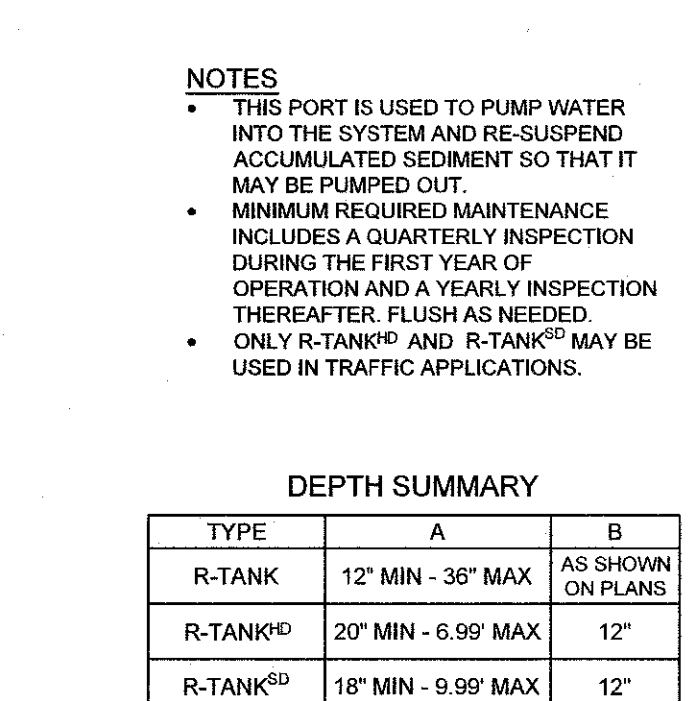 NOTES
• THIS PORT IS USED TO PUMP WATER
INTO THE SYSTEM AND RE-SUSPEND
ACCUMULATED SEDIMENT SO THAT IT
MAY BE PUMPED OUT.
• MINIMUM REQUIRED MAINTENANCE
INCLUDES A QUARTERLY INSPECTION
DURING THE FIRST YEAR OF
OPERATION AND A YEARLY INSPECTION
THEREAFTER. FLUSH AS NEEDED.
• ONLY R-TANKHD AND R-TANKSD MAY BE
USED IN TRAFFIC APPLICATIONS.
DEPTH SUMMARY
TYPE A B
R-TANK 12" MIN - 36" MAX AS SHOWN
ON PLANS
R-TANKHD 20" MIN - 6.99' MAX 12"
R-TANKSD 18" MIN - 9.99' MAX 12"